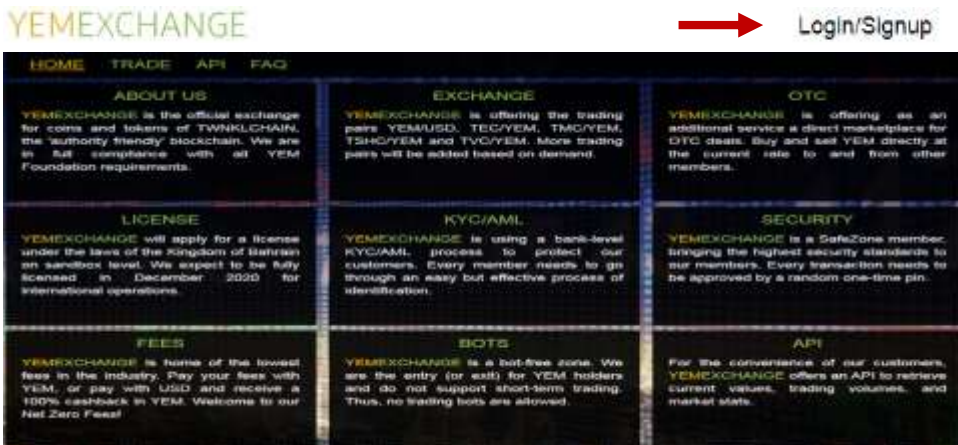 YEMEXCHANGE
Login/Signup
HOME TRADE API FAQ
ABOUT US
YEMEXCHANGE is the official exchange
for coins and tokens of TWNKLCHAIN,
the 'authority friendly' blockchain. We are
in full compliance with all YEM
Foundation requirements.
EXCHANGE
YEMEXCHANGE is offering the trading
pairs YEM/USD, TEC/YEM, TMC/YEM,
TSHC/YEM and TVC/YEM. More trading
pairs will be added based on demand.
OTC
YEMEXCHANGE is offering as an
additional service a direct marketplace for
OTC deals. Buy and sell YEM directly at
the current rate to and from other
members.
LICENSE
YEMEXCHANGE will apply for a license
under the laws of the Kingdom of Bahrain
on sandbox level. We expect to be fully
licensed in December 2020 for
international operations.
KYC/AML
YEMEXCHANGE is using a bank-level
KYC/AML process to protect our
customers. Every member needs to go
through an easy but effective process of
identification.
SECURITY
YEMEXCHANGE is a SafeZone member,
bringing the highest security standards to
our members. Every transaction needs to
be approved by a random one-time pin.
FEES
YEMEXCHANGE is home of the lowest
fees in the industry. Pay your fees with
YEM, or pay with USD and receive a
100% cashback in YEM. Welcome to our
Net Zero Fees!
BOTS
YEMEXCHANGE is a bot-free zone. We
are the entry (or exit) for YEM holders
and do not support short-term trading.
Thus, no trading bots are allowed.
API
For the convenience of our customers,
YEMEXCHANGE offers an API to retrieve
current values, trading volumes, and
market stats.